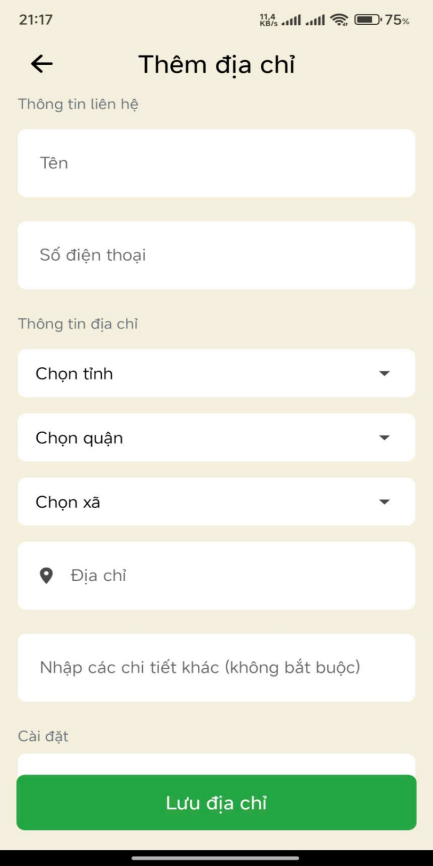 21:17
11,4 KB/s 75%
Thêm địa chỉ
Thông tin liên hệ
Tên
Số điện thoại
Thông tin địa chỉ
Chọn tỉnh
Chọn quận
Chọn xã
Địa chỉ
Nhập các chi tiết khác (không bắt buộc)
Cài đặt
Lưu địa chỉ